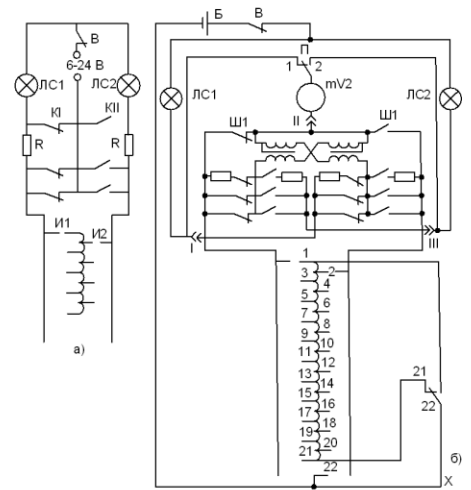 В
6-24 В
ЛС1
ЛС2
КI
КII
R
R
И1
И2
а)
Б
В
П
1
2
mV2
ЛС1
ЛС2
II
Ш1
Ш1
I
III
1
3
2
4
5
6
7
8
9
10
11
12
13
14
15
16
17
18
19
20
21
22
21
22
б)
Х